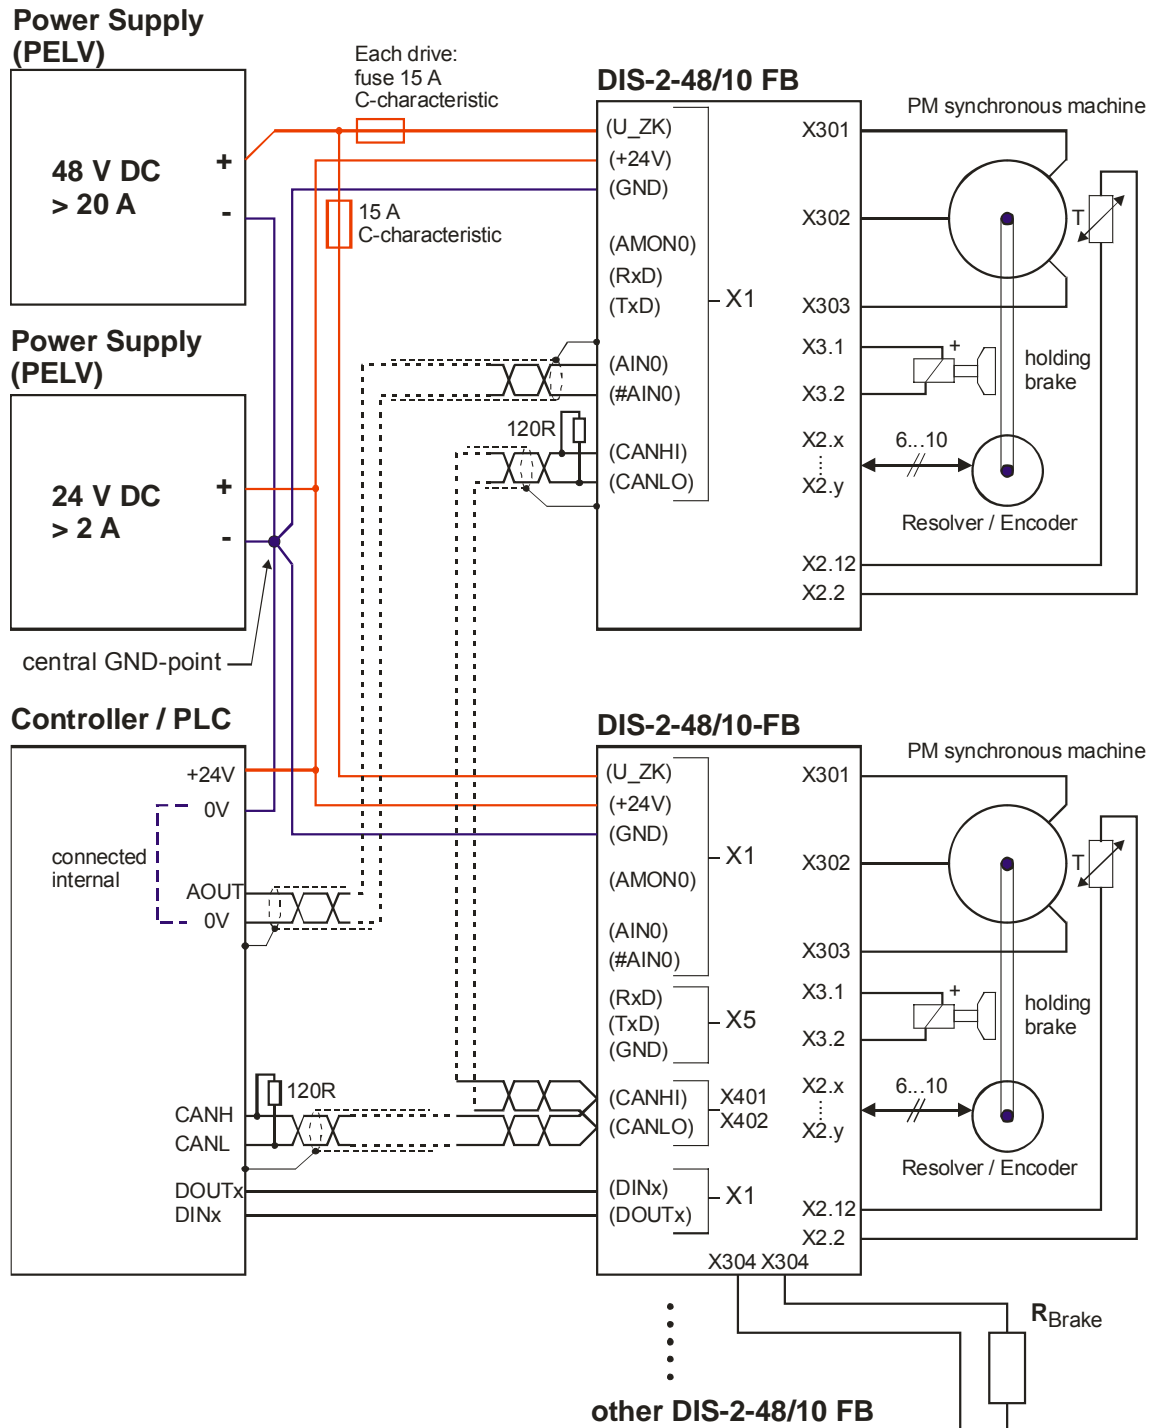 Power Supply
(PELV)
48 V DC
> 20 A
+
-
Each drive:
fuse 15 A
C-characteristic
15 A
C-characteristic
DIS-2-48/10 FB
(U_ZK)
(+24V)
(GND)
(AMON0)
(RxD)
(TxD)
X1
(AIN0)
(#AIN0)
120R
(CANHI)
(CANLO)
X301
X302
X303
X3.1
X3.2
X2.x
X2.y
X2.12
X2.2
PM synchronous machine
T
+
holding
brake
6...10
Resolver / Encoder
Power Supply
(PELV)
24 V DC
> 2 A
+
-
central GND-point
Controller / PLC
+24V
0V
connected
internal
AOUT
0V
120R
CANH
CANL
DOUTx
DINx
DIS-2-48/10-FB
(U_ZK)
(+24V)
(GND)
X1
(AMON0)
(AIN0)
(#AIN0)
(RxD)
(TxD)
(GND)
X5
(CANHI)
(CANLO)
X401
X402
(DINx)
(DOUTx)
X1
X304 X304
X301
X302
X303
X3.1
X3.2
X2.x
X2.y
X2.12
X2.2
PM synchronous machine
T
+
holding
brake
6...10
Resolver / Encoder
RBrake
other DIS-2-48/10 FB